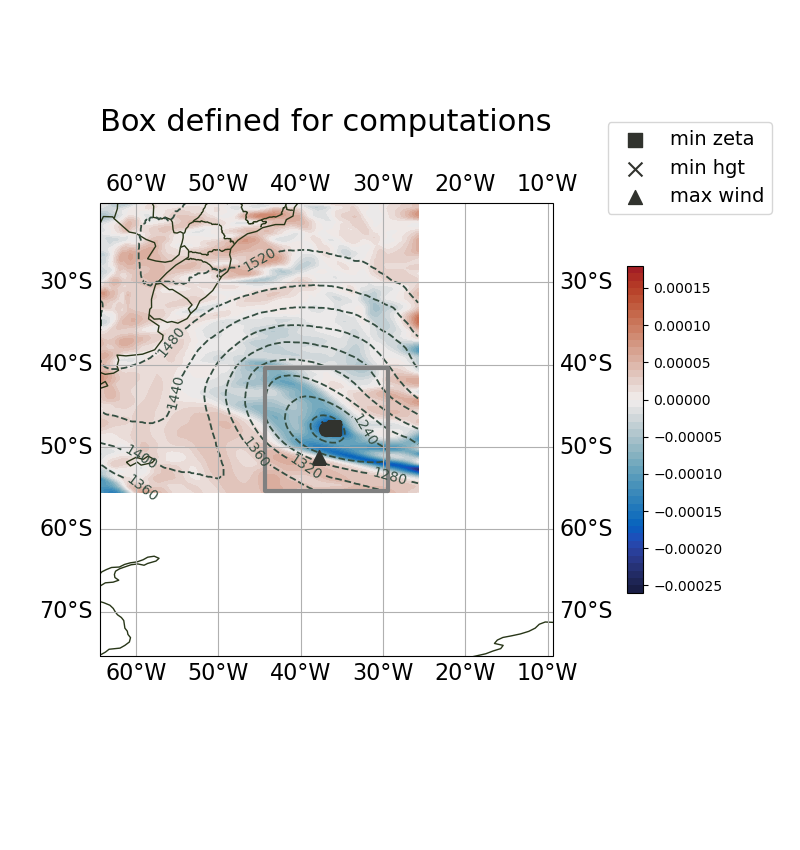 Box defined for computations
min zeta
min hgt
max wind
60°W 50°W 40°W 30°W 20°W 10°W
30°S 30°S
40°S 40°S
50°S 50°S
60°S 60°S
70°S 70°S
60°W 50°W 40°W 30°W 20°W 10°W
1520
1480
1440
1400
1360
1360
1320
1280
1240
0.00015
0.00010
0.00005
0.00000
−0.00005
−0.00010
−0.00015
−0.00020
−0.00025